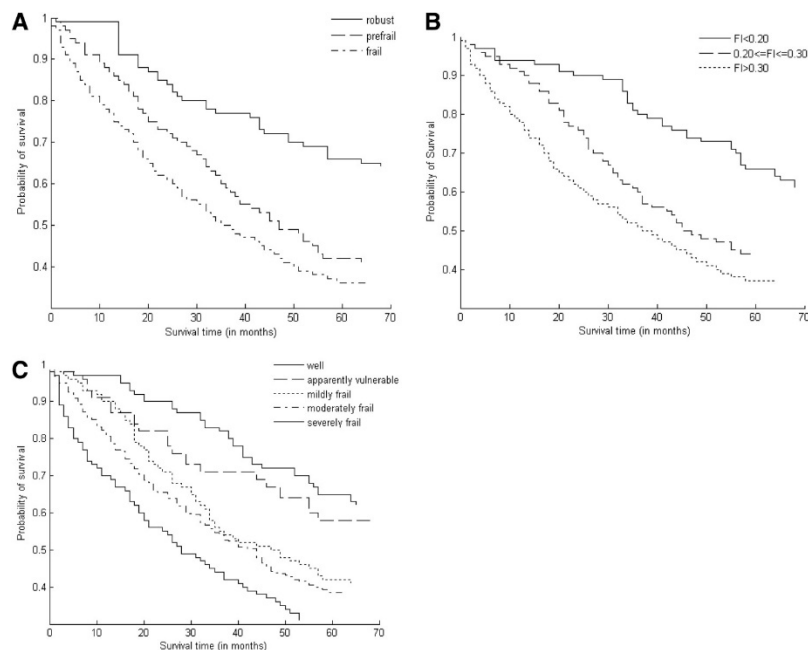 A
1
0.9
0.8
0.7
0.6
0.5
0.4
Probability of survival
0 10 20 30 40 50 60 70
Survival time (in months)
robust
prefrail
frail
B
1
0.9
0.8
0.7
0.6
0.5
0.4
Probability of Survival
0 10 20 30 40 50 60 70
Survival time (in months)
FI<0.20
0.20<=FI<=0.30
FI>0.30
C
1
0.9
0.8
0.7
0.6
0.5
0.4
Probability of survival
0 10 20 30 40 50 60 70
Survival time (in months)
well
apparently vulnerable
mildly frail
moderately frail
severely frail